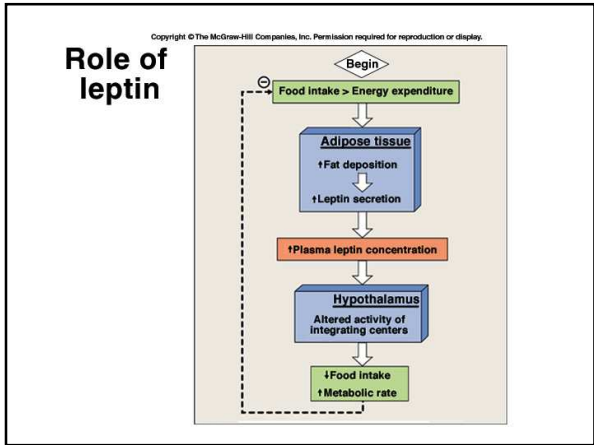 Copyright © The McGraw-Hill Companies, Inc. Permission required for reproduction or display.
Role of
leptin
Begin
⊖
Food intake > Energy expenditure
Adipose tissue
↑Fat deposition
↑Leptin secretion
↑Plasma leptin concentration
Hypothalamus
Altered activity of
integrating centers
↓Food intake
↑Metabolic rate